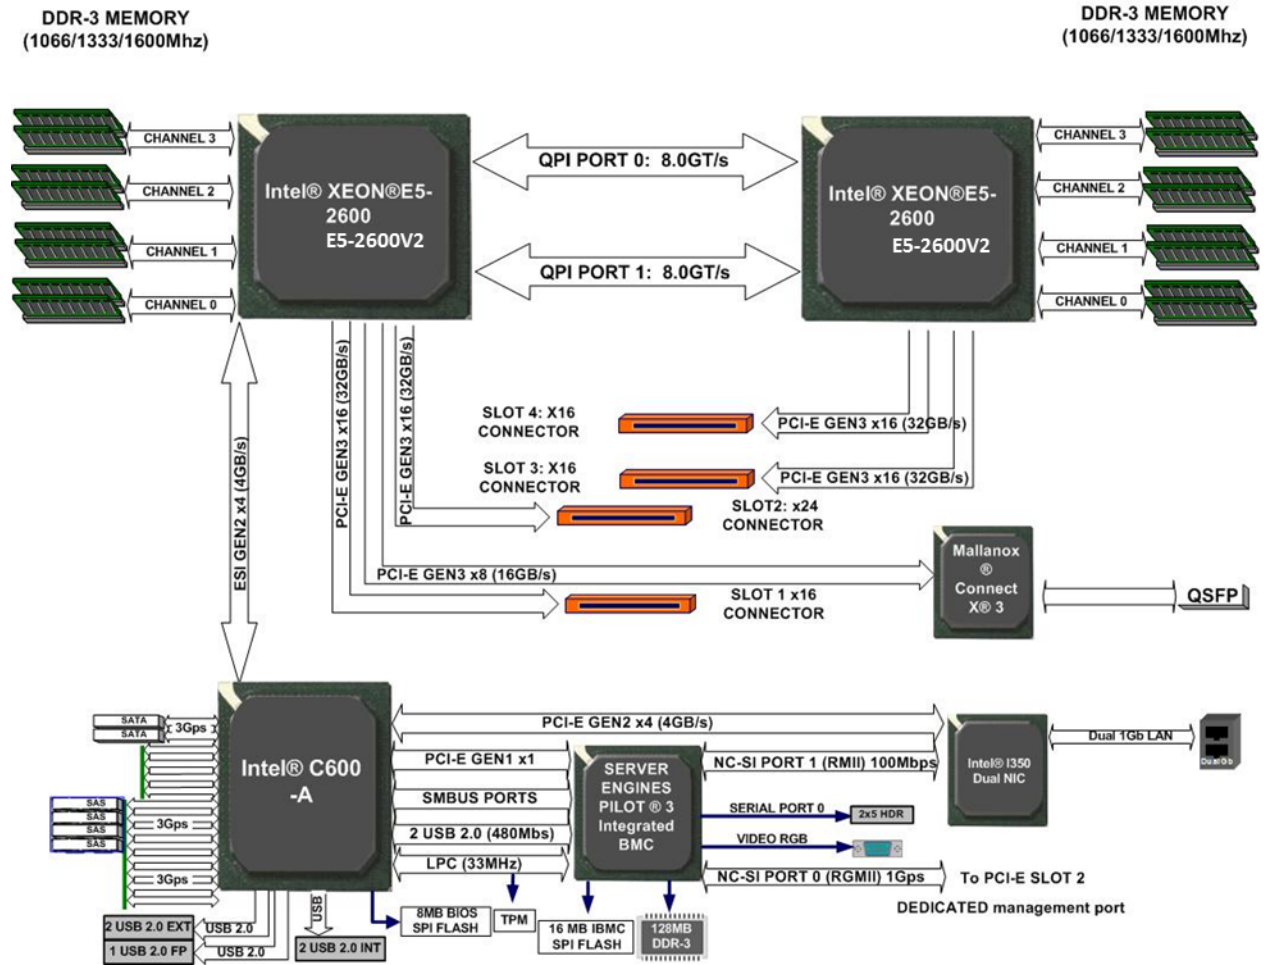 DDR-3 MEMORY
(1066/1333/1600Mhz)
DDR-3 MEMORY
(1066/1333/1600Mhz)
CHANNEL 3
CHANNEL 2
CHANNEL 1
CHANNEL 0
Intel® XEON®E5-
2600
E5-2600V2
QPI PORT 0: 8.0GT/s
QPI PORT 1: 8.0GT/s
Intel® XEON®E5-
2600
E5-2600V2
CHANNEL 3
CHANNEL 2
CHANNEL 1
CHANNEL 0
ESI GEN2 x4 (4GB/s)
PCI-E GEN3 x16 (32GB/s)
PCI-E GEN3 x16 (32GB/s)
SLOT 4: X16
CONNECTOR
PCI-E GEN3 x16 (32GB/s)
SLOT 3: X16
CONNECTOR
PCI-E GEN3 x16 (32GB/s)
SLOT2: x24
CONNECTOR
PCI-E GEN3 x8 (16GB/s)
SLOT 1 x16
CONNECTOR
Mallanox
®
Connect
X® 3
QSFP
SATA
SATA
3Gps
SAS
SAS
SAS
SAS
3Gps
3Gps
Intel® C600
-A
PCI-E GEN2 x4 (4GB/s)
PCI-E GEN1 x1
SMBUS PORTS
2 USB 2.0 (480Mbs)
LPC (33MHz)
SERVER
ENGINES
PILOT ® 3
Integrated
BMC
NC-SI PORT 1 (RMII) 100Mbps
Intel® I350
Dual NIC
Dual 1Gb LAN
Dual Gb
SERIAL PORT 0
2x5 HDR
VIDEO RGB
NC-SI PORT 0 (RGMII) 1Gps
To PCI-E SLOT 2
DEDICATED management port
2 USB 2.0 EXT
USB 2.0
1 USB 2.0 FP
USB 2.0
USB
2 USB 2.0 INT
8MB BIOS
SPI FLASH
TPM
16 MB IBMC
SPI FLASH
128MB
DDR-3